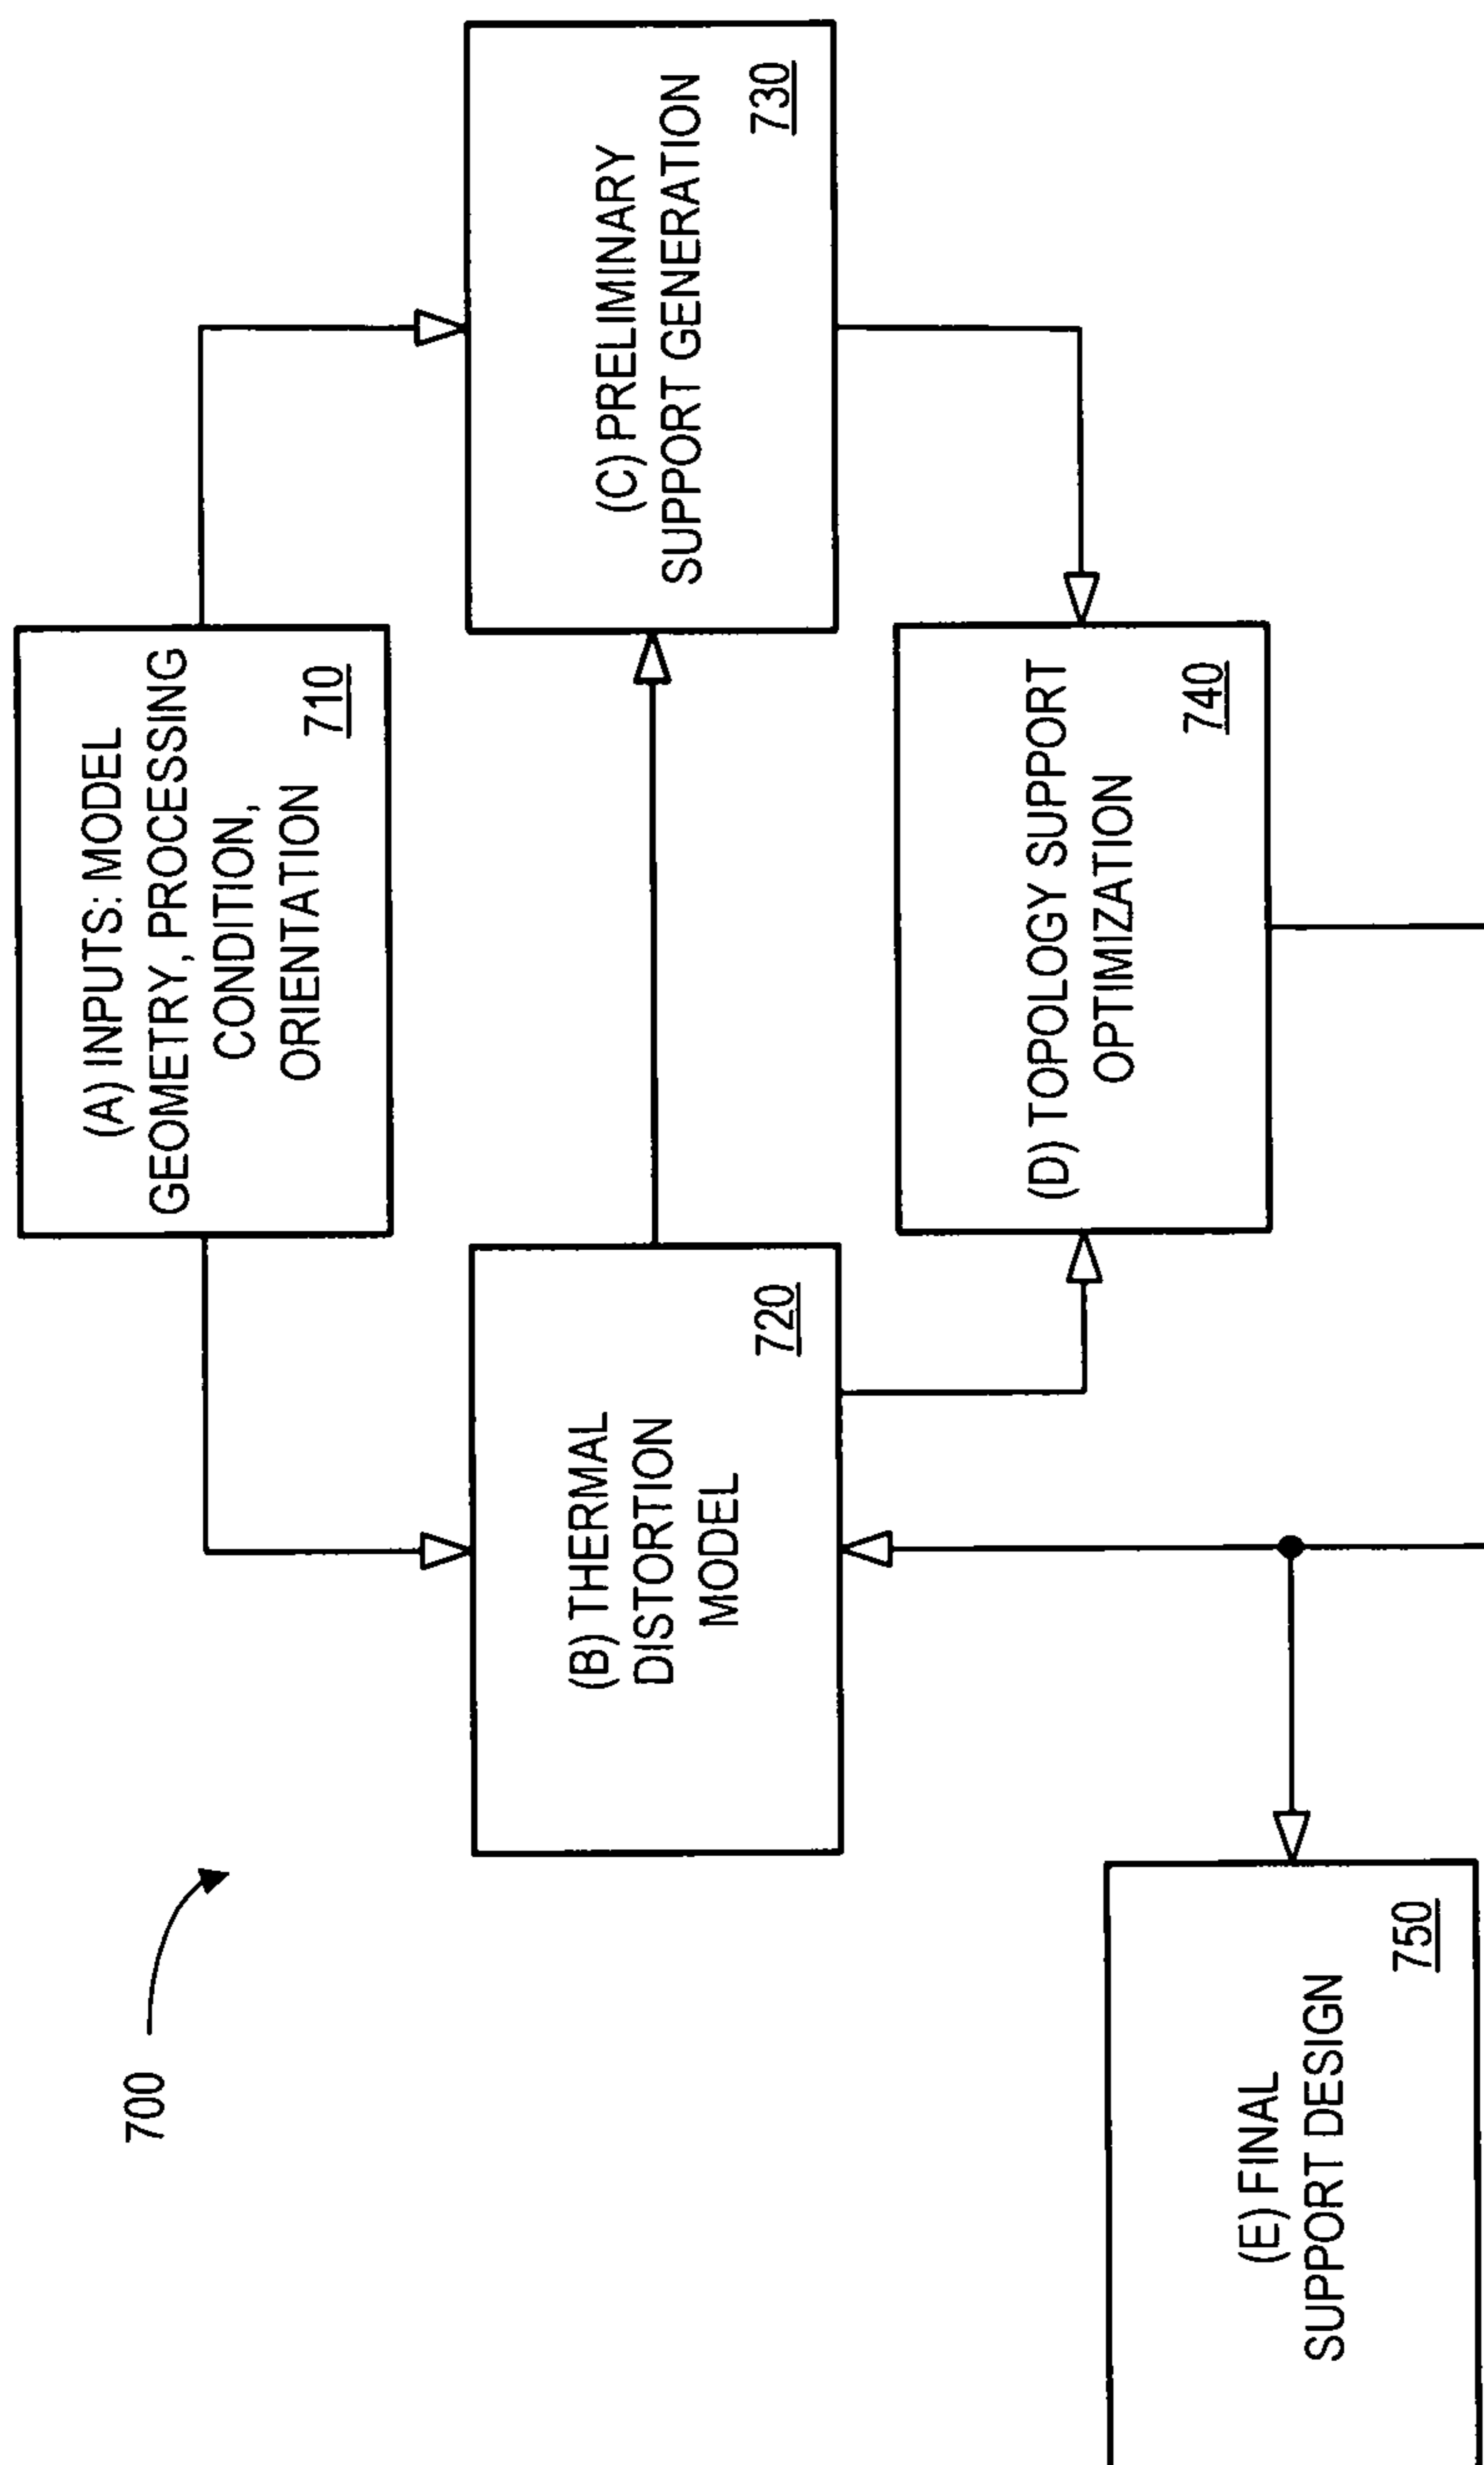 700
(A) INPUTS: MODEL
GEOMETRY, PROCESSING
CONDITION,
ORIENTATION
710
(B) THERMAL
DISTORTION
MODEL
720
(C) PRELIMINARY
SUPPORT GENERATION
730
(D) TOPOLOGY SUPPORT
OPTIMIZATION
740
(E) FINAL
SUPPORT DESIGN
750